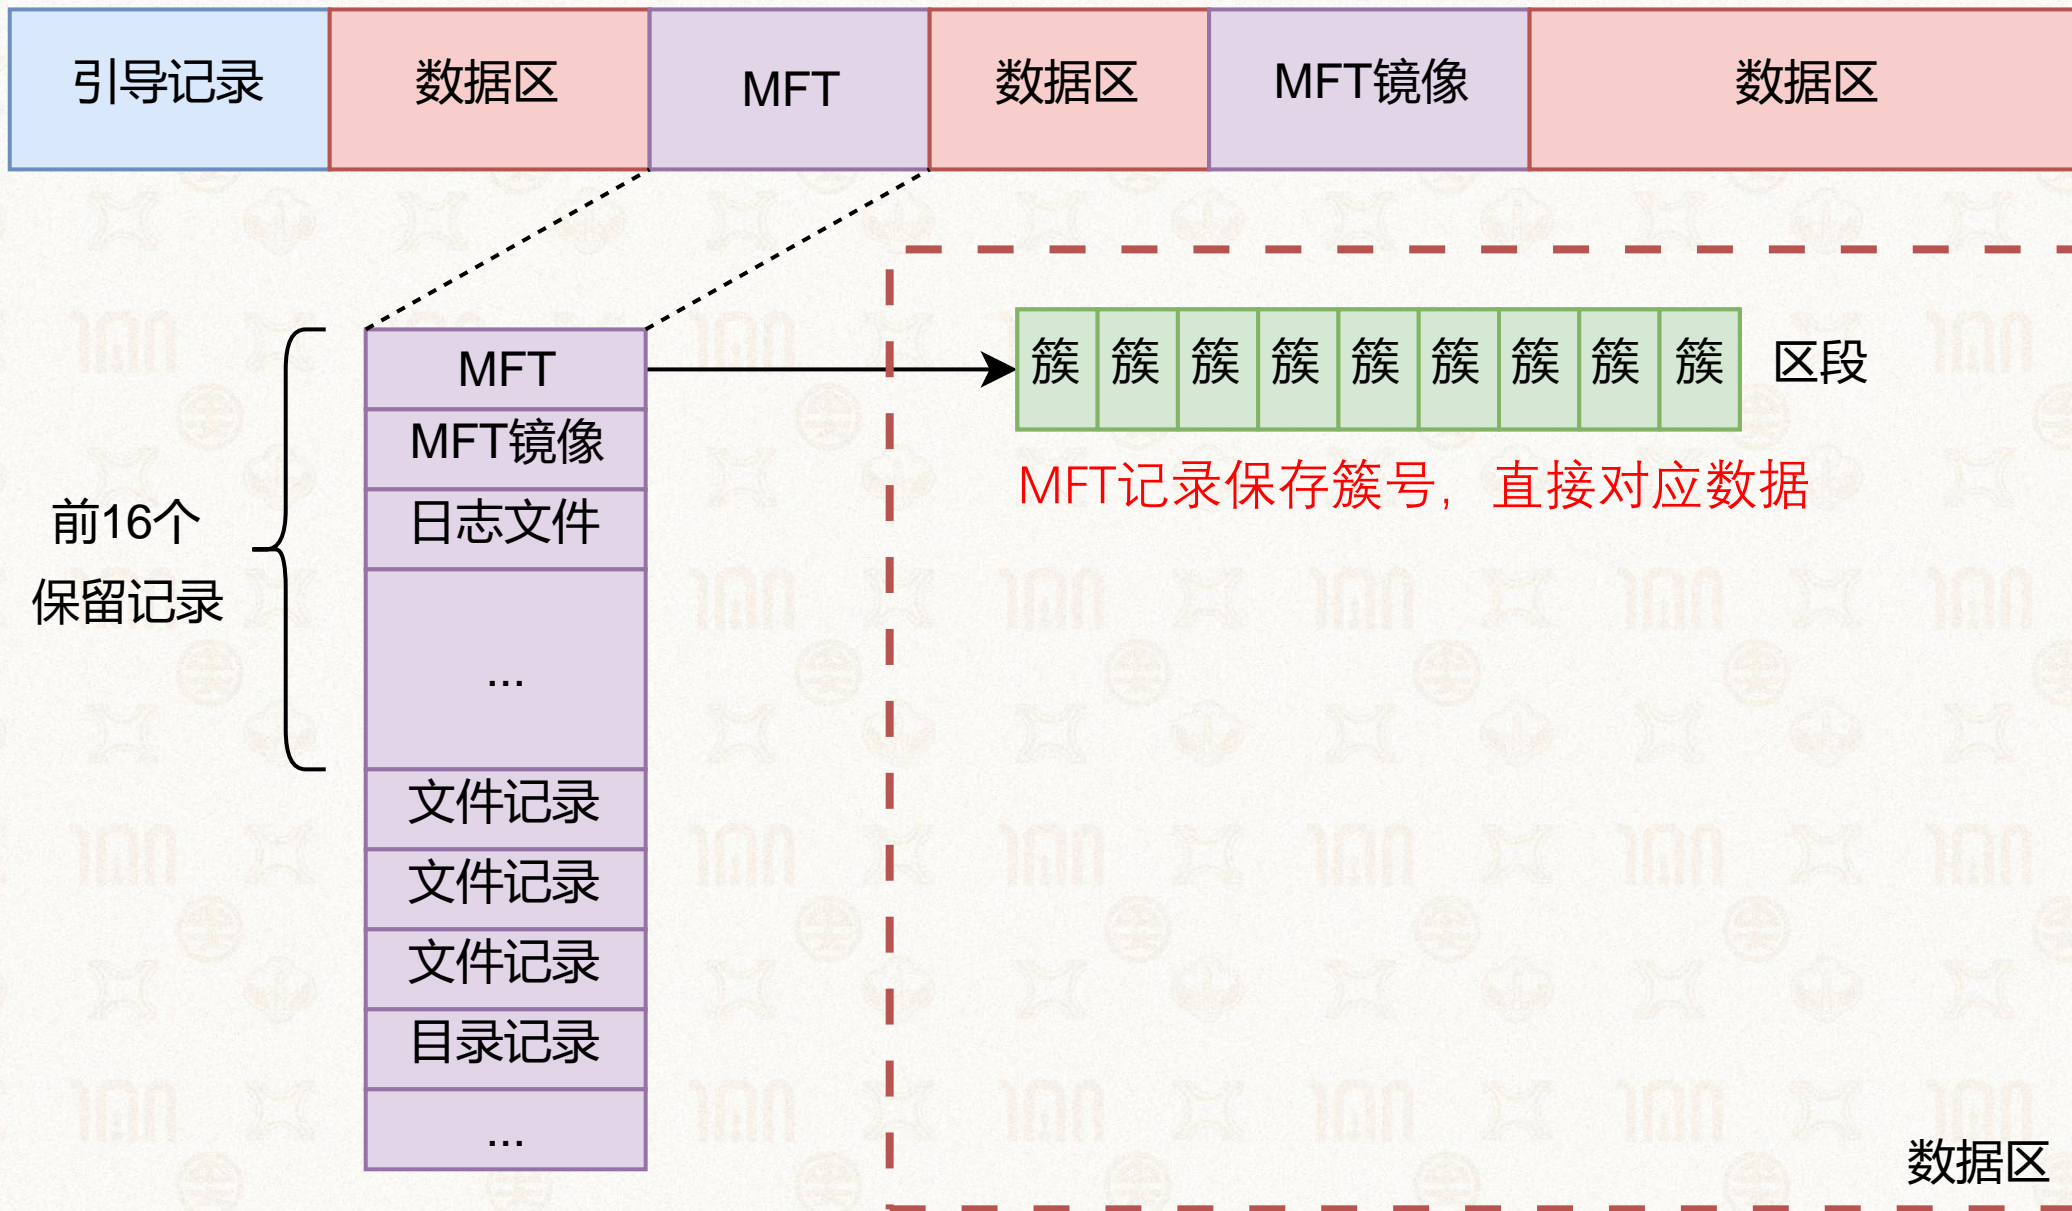 引导记录
数据区
MFT
数据区
MFT镜像
数据区
前16个
保留记录
MFT
MFT镜像
日志文件
...
文件记录
文件记录
文件记录
目录记录
...
簇 簇 簇 簇 簇 簇 簇 簇 簇
区段
MFT记录保存簇号，直接对应数据
数据区